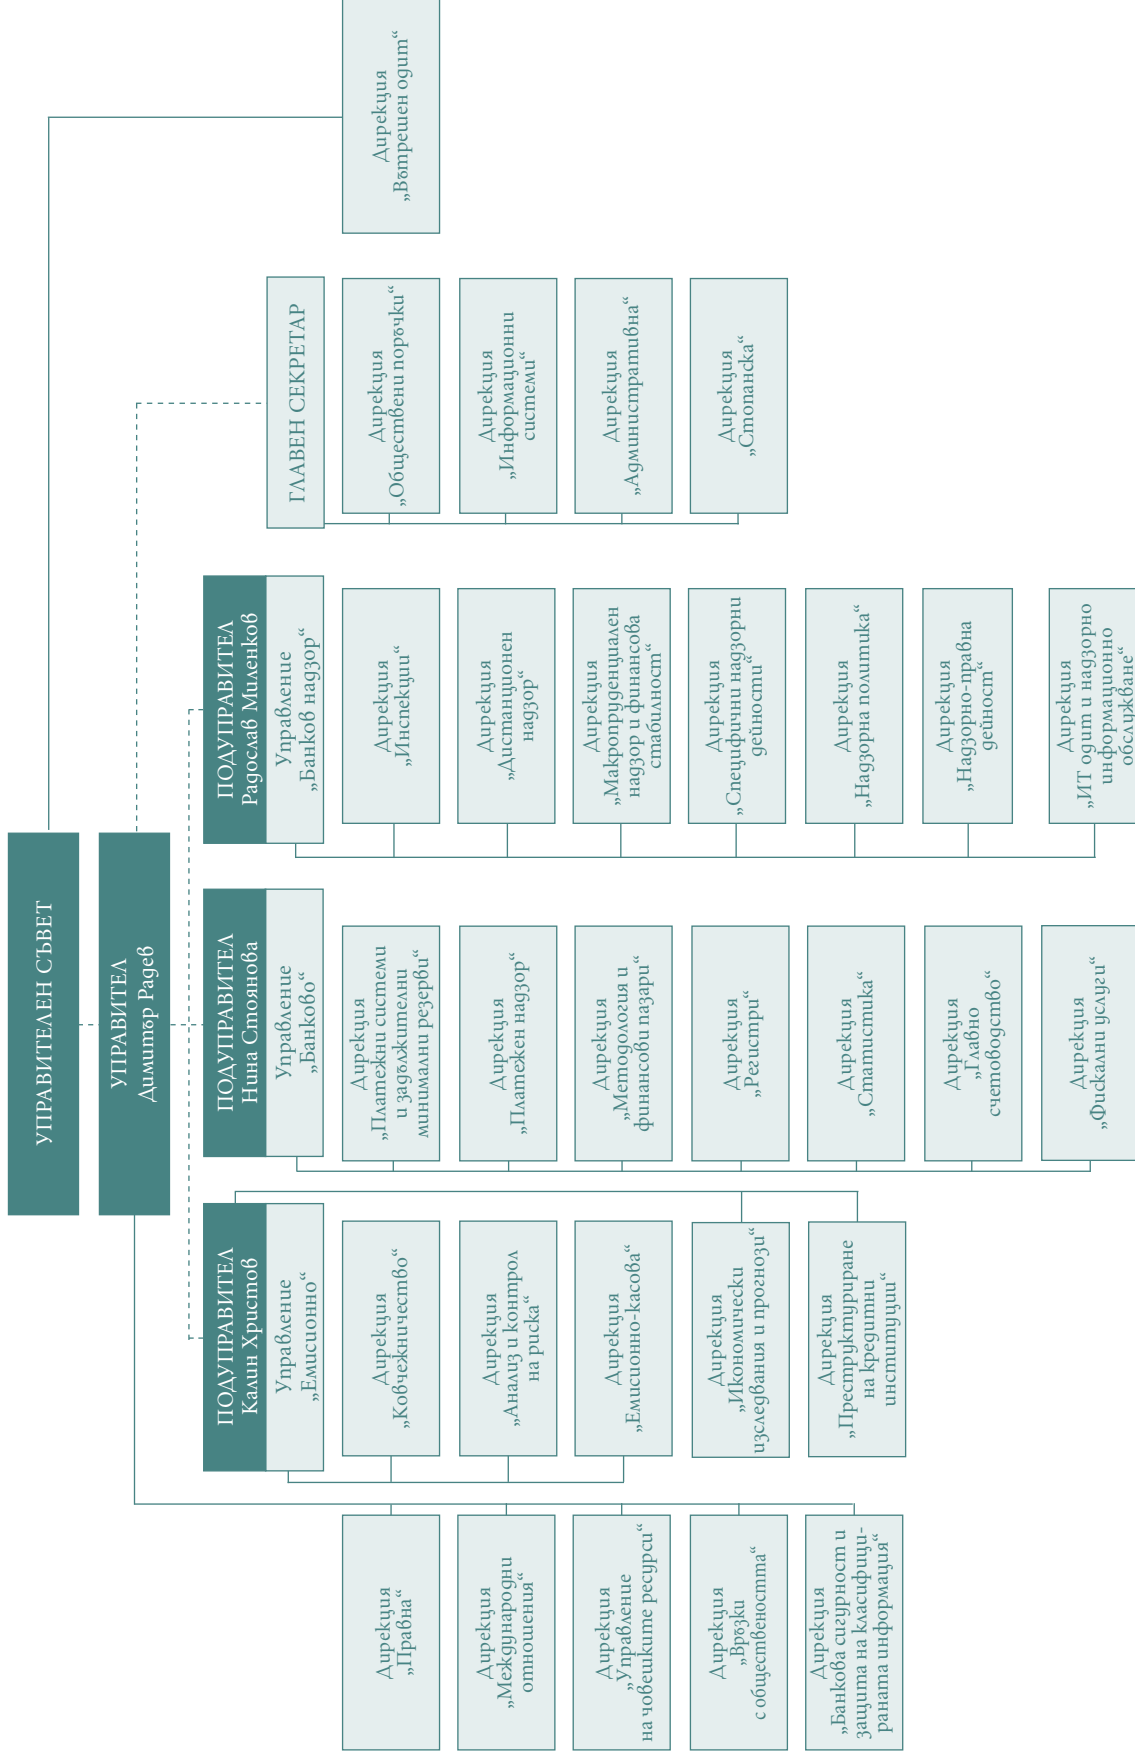 УПРАВИТЕЛЕН СЪВЕТ
УПРАВИТЕЛ
Димитър Радев
Дирекция
„Правна“
Дирекция
„Международни
отношения“
Дирекция
„Управление
на човешките ресурси“
Дирекция
„Връзки
с обществеността“
Дирекция
„Банкова сигурност и
защита на класифици-
раната информация“
ПОДУПРАВИТЕЛ
Калин Христов
Управление
„Емисионно“
Дирекция
„Ковчежничество“
Дирекция
„Анализ и контрол
на риска“
Дирекция
„Емисионно-касова“
Дирекция
„Икономически
изследвания и прогнози“
Дирекция
„Преструктуриране
на кредитни
институции“
ПОДУПРАВИТЕЛ
Нина Стоянова
Управление
„Банково“
Дирекция
„Платежни системи
и задължителни
минимални резерви“
Дирекция
„Платежен надзор“
Дирекция
„Методология и
финансови пазари“
Дирекция
„Регистри“
Дирекция
„Статистика“
Дирекция
„Главно
счетоводство“
Дирекция
„Фискални услуги“
ПОДУПРАВИТЕЛ
Радослав Миленков
Управление
„Банков надзор“
Дирекция
„Инспекции“
Дирекция
„Дистанционен
надзор“
Дирекция
„Макропруденциален
надзор и финансова
стабилност“
Дирекция
„Специфични надзорни
дейности“
Дирекция
„Надзорна политика“
Дирекция
„Надзорно-правна
дейност“
Дирекция
„ИТ одит и надзорно
информационно
обслужване“
ГЛАВЕН СЕКРЕТАР
Дирекция
„Обществени поръчки“
Дирекция
„Информационни
системи“
Дирекция
„Административна“
Дирекция
„Стопанска“
Дирекция
„Вътрешен одит“